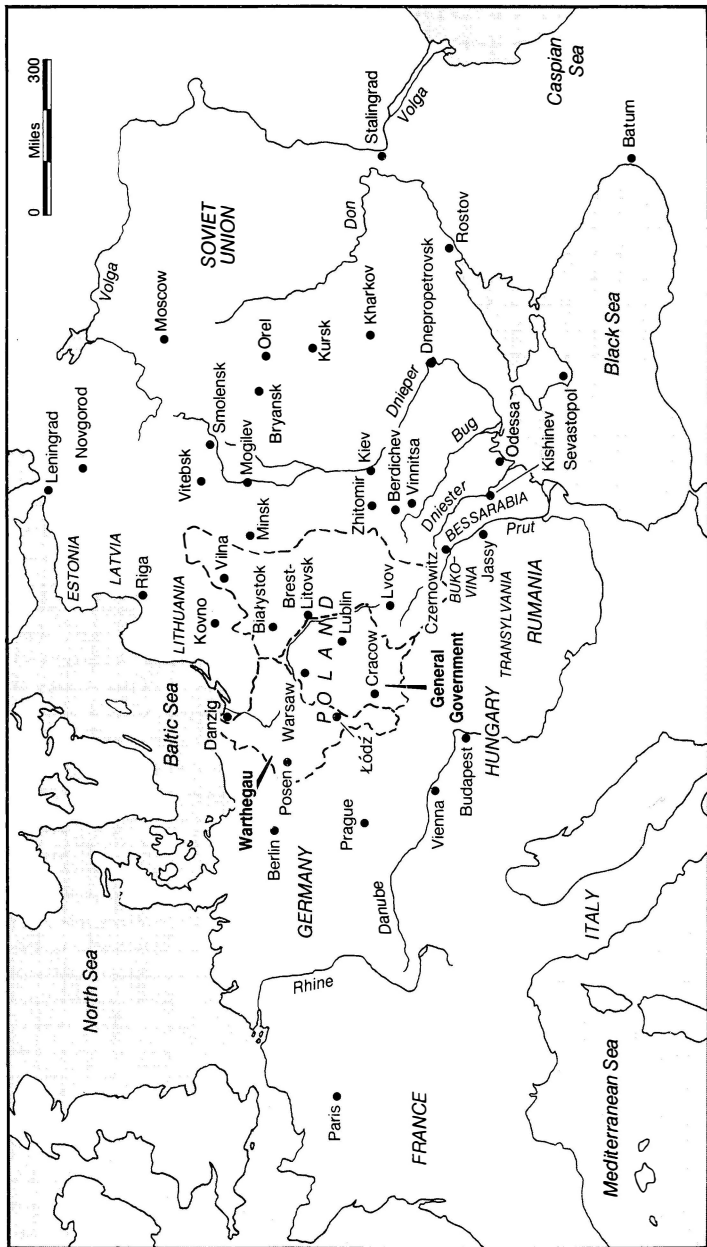 0 Miles 300
North Sea
Baltic Sea
ESTONIA
LATVIA
Riga
LITHUANIA
Kovno
Vilna
Leningrad
Novgorod
Volga
Moscow
SOVIET
UNION
Vitebsk
Smolensk
Mogilev
Minsk
Orel
Bryansk
Kursk
Danzig
Białystok
Brest-
Litovsk
Warthegau
Posen
Warsaw
Berlin
GERMANY
POLAND
Lublin
Łódź
Cracow
General
Government
Lvov
Prague
Zhitomir
Kiev
Berdichev
Vinnitsa
Kharkov
Don
Stalingrad
Volga
Caspian
Sea
Dnieper
Dnepropetrovsk
Rostov
Bug
Dniester
Odessa
Kishinev
Sevastopol
Czernowitz
BESSARABIA
BUKO-
VINA
Prut
Jassy
TRANSYLVANIA
RUMANIA
Black Sea
Batum
Rhine
Paris
FRANCE
Danube
Vienna
Budapest
HUNGARY
ITALY
Mediterranean Sea